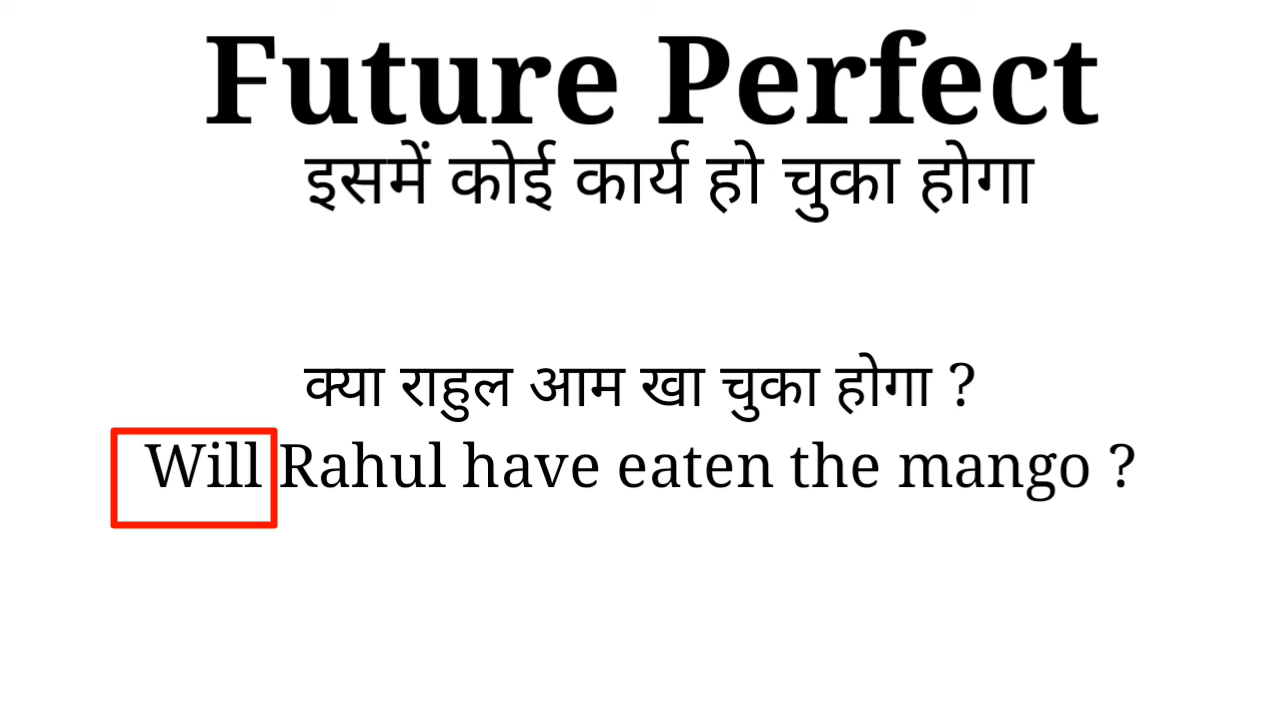 Future Perfect
इसमें कोई कार्य हो चुका होगा
क्या राहुल आम खा चुका होगा ?
Will Rahul have eaten the mango ?